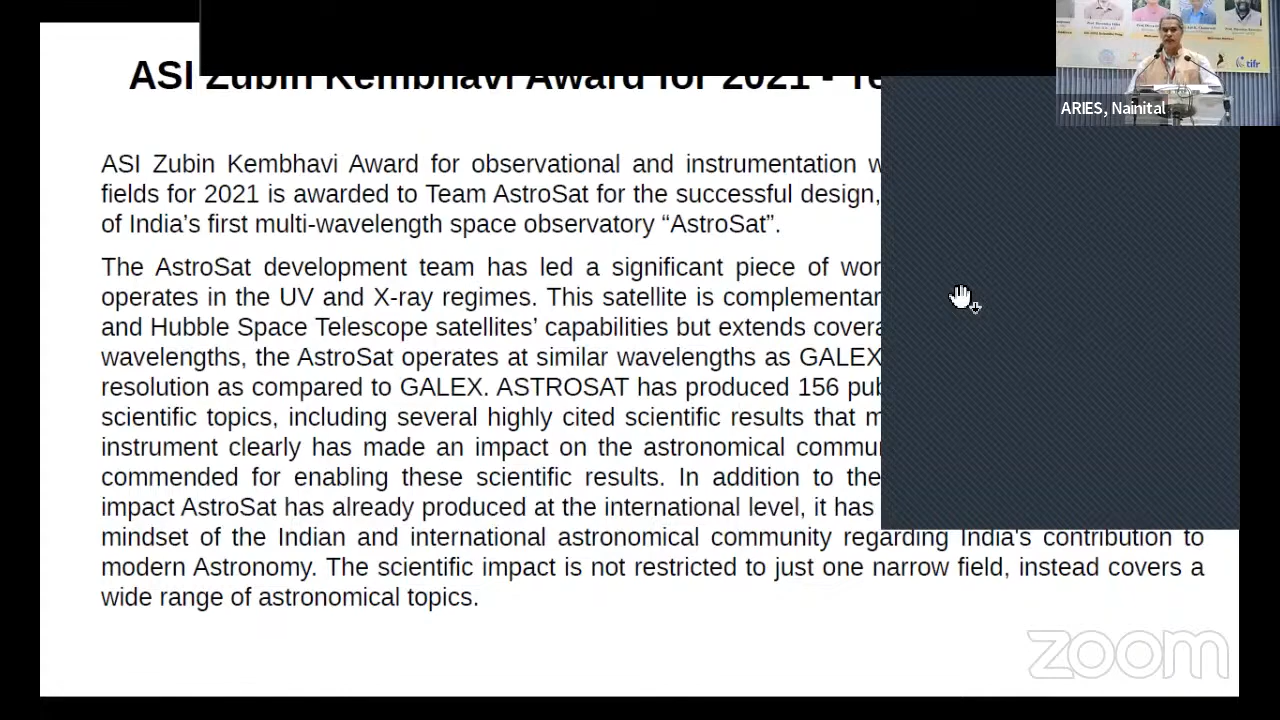 ASI Zubin Kembhavi Award for 2021 - Te
ARIES, Nainital
tifr
ASI Zubin Kembhavi Award for observational and instrumentation w
fields for 2021 is awarded to Team AstroSat for the successful design,
of India’s first multi-wavelength space observatory “AstroSat”.
The AstroSat development team has led a significant piece of wor
operates in the UV and X-ray regimes. This satellite is complementar
and Hubble Space Telescope satellites’ capabilities but extends covera
wavelengths, the AstroSat operates at similar wavelengths as GALEX
resolution as compared to GALEX. ASTROSAT has produced 156 pub
scientific topics, including several highly cited scientific results that m
instrument clearly has made an impact on the astronomical commun
commended for enabling these scientific results. In addition to the
impact AstroSat has already produced at the international level, it has
mindset of the Indian and international astronomical community regarding India's contribution to
modern Astronomy. The scientific impact is not restricted to just one narrow field, instead covers a
wide range of astronomical topics.
zoom